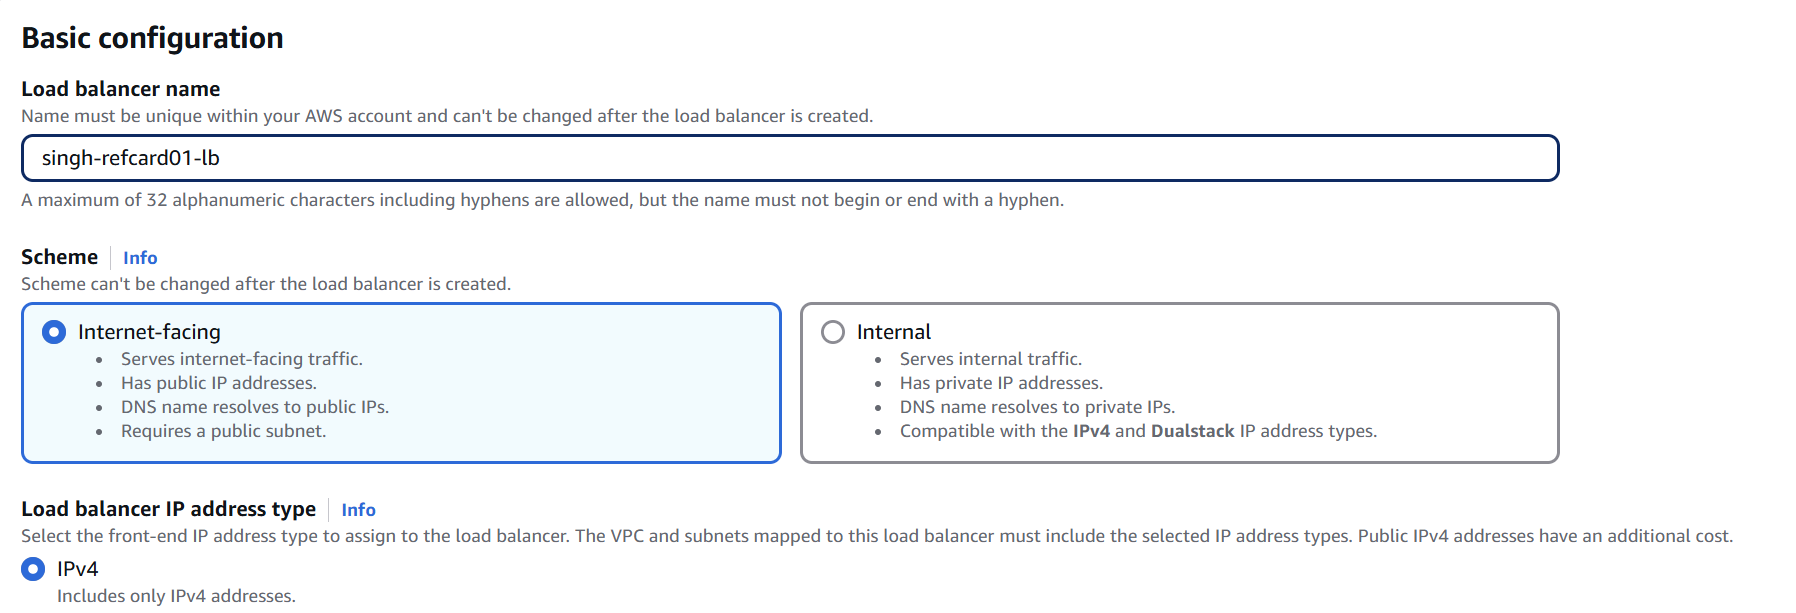 Basic configuration
Load balancer name
Name must be unique within your AWS account and can't be changed after the load balancer is created.
singh-refcard01-lb
A maximum of 32 alphanumeric characters including hyphens are allowed, but the name must not begin or end with a hyphen.
Scheme Info
Scheme can't be changed after the load balancer is created.
Internet-facing
• Serves internet-facing traffic.
• Has public IP addresses.
• DNS name resolves to public IPs.
• Requires a public subnet.
Internal
• Serves internal traffic.
• Has private IP addresses.
• DNS name resolves to private IPs.
• Compatible with the IPv4 and Dualstack IP address types.
Load balancer IP address type Info
Select the front-end IP address type to assign to the load balancer. The VPC and subnets mapped to this load balancer must include the selected IP address types. Public IPv4 addresses have an additional cost.
IPv4
Includes only IPv4 addresses.